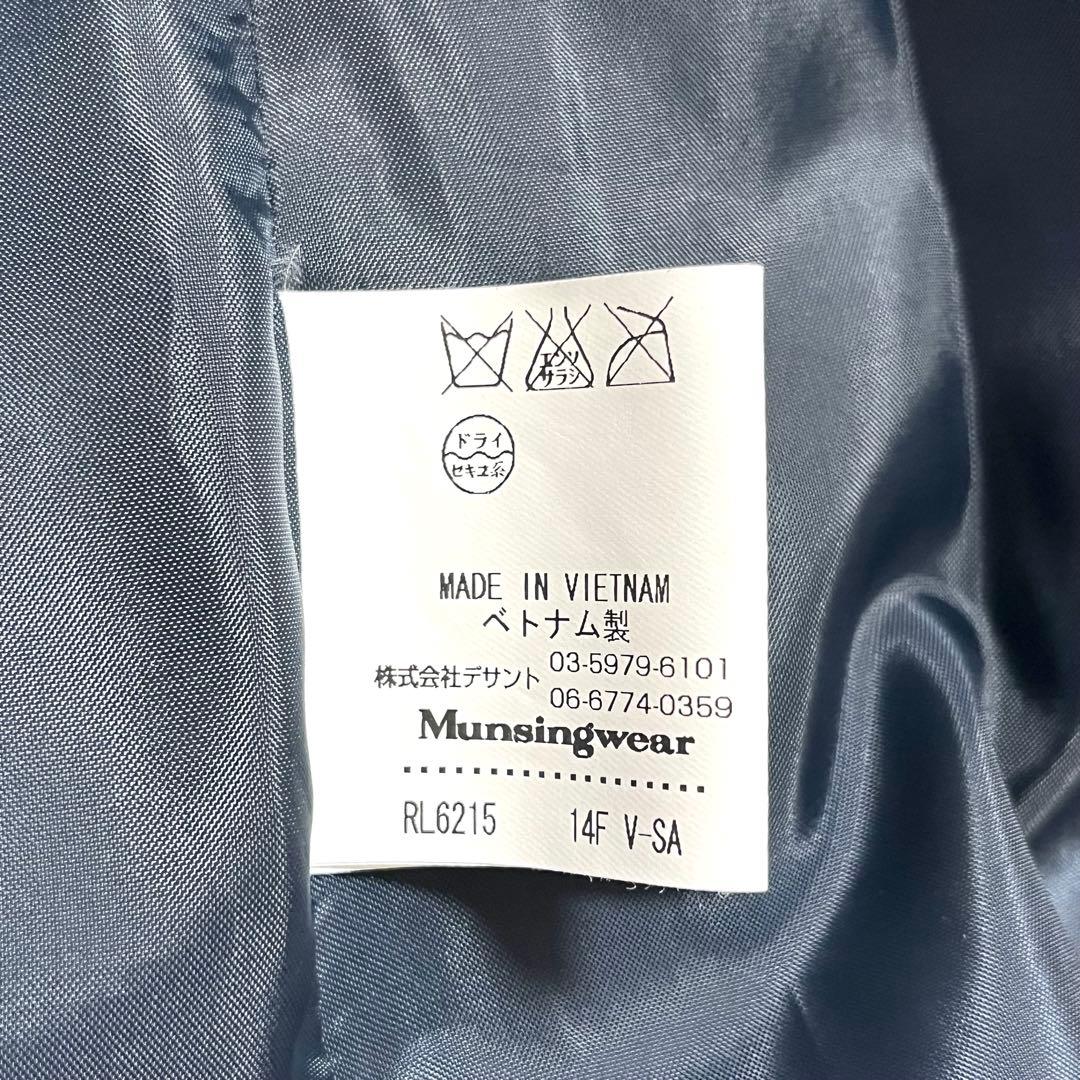 エンソ
サラシ
ドライ
セキユ系
MADE IN VIETNAM
ベトナム製
株式会社デサント 03-5979-6101
06-6774-0359
Munsingwear
RL6215 14F V-SA